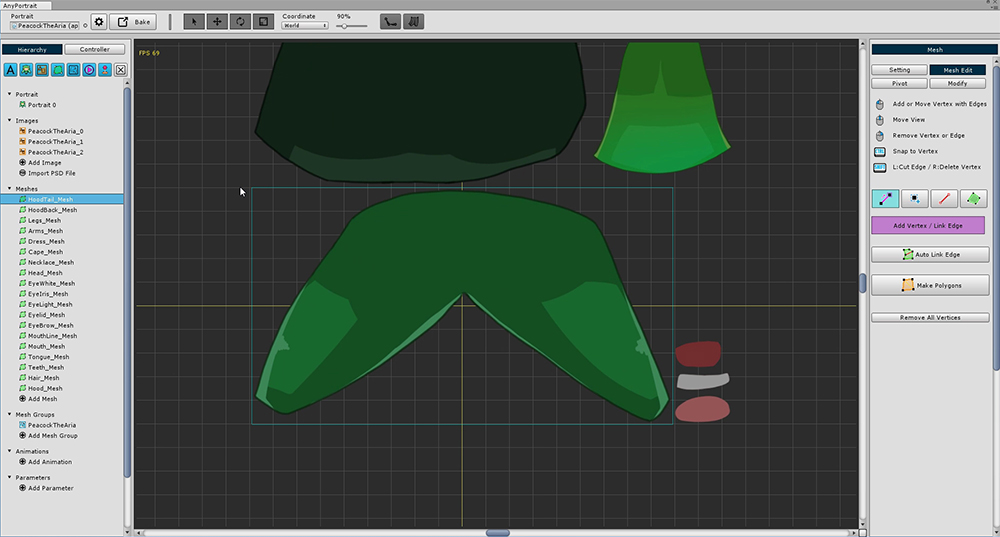 AnyPortrait
Portrait
PeacockTheAria (ap
Bake
Coordinate
World
90%
Hierarchy
Controller
A
Portrait
Portrait 0
Images
PeacockTheAria_0
PeacockTheAria_1
PeacockTheAria_2
Add Image
Import PSD File
Meshes
HoodTail_Mesh
HoodBack_Mesh
Legs_Mesh
Arms_Mesh
Dress_Mesh
Cape_Mesh
Necklace_Mesh
Head_Mesh
EyeWhite_Mesh
EyeIris_Mesh
EyeLight_Mesh
Eyelid_Mesh
EyeBrow_Mesh
MouthLine_Mesh
Mouth_Mesh
Tongue_Mesh
Teeth_Mesh
Hair_Mesh
Hood_Mesh
Add Mesh
Mesh Groups
PeacockTheAria
Add Mesh Group
Animations
Add Animation
Parameters
Add Parameter
FPS 69
Mesh
Setting
Mesh Edit
Pivot
Modify
Add or Move Vertex with Edges
Move View
Remove Vertex or Edge
Snap to Vertex
L:Cut Edge / R:Delete Vertex
Add Vertex / Link Edge
Auto Link Edge
Make Polygons
Remove All Vertices